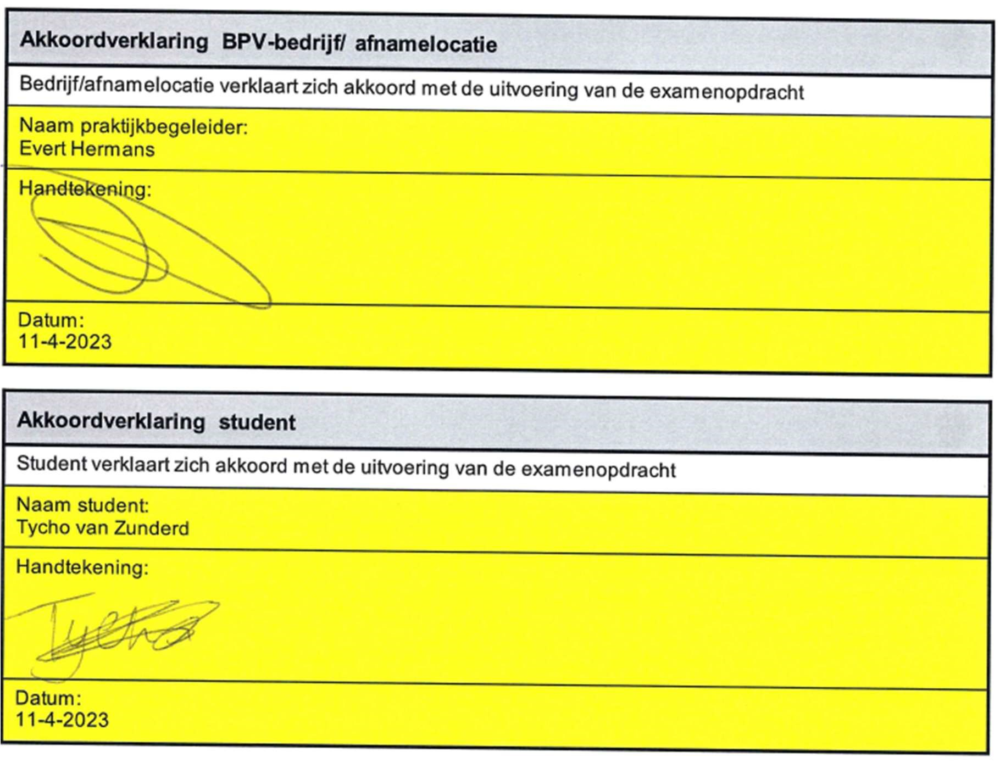 Akkoordverklaring BPV-bedrijf/ afnamelocatie
Bedrijf/afnamelocatie verklaart zich akkoord met de uitvoering van de examenopdracht
Naam praktijkbegeleider:
Evert Hermans
Handtekening:
Datum:
11-4-2023
Akkoordverklaring student
Student verklaart zich akkoord met de uitvoering van de examenopdracht
Naam student:
Tycho van Zunderd
Handtekening:
Tycho
Datum:
11-4-2023